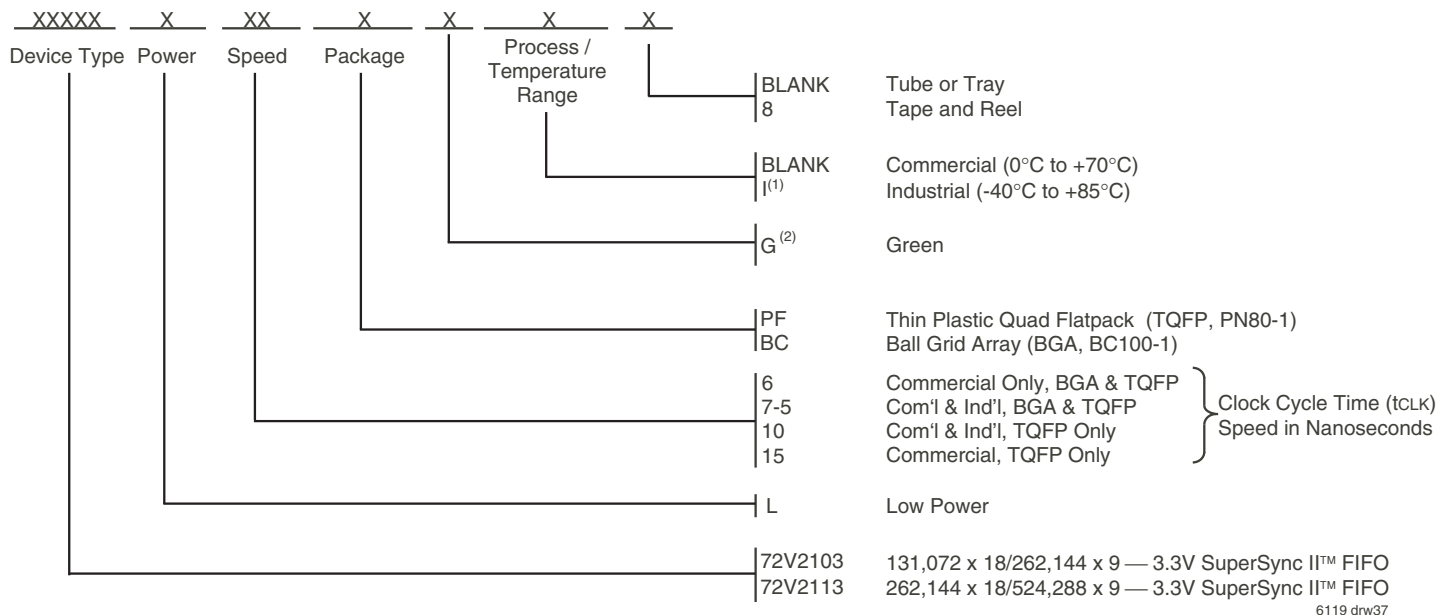 XXXXX X XX X X X X
Device Type Power Speed Package Process / Temperature Range
BLANK Tube or Tray
8 Tape and Reel
BLANK Commercial (0°C to +70°C)
I(1) Industrial (-40°C to +85°C)
G (2) Green
PF Thin Plastic Quad Flatpack (TQFP, PN80-1)
BC Ball Grid Array (BGA, BC100-1)
6 Commercial Only, BGA & TQFP
7-5 Com‘l & Ind’l, BGA & TQFP
10 Com‘l & Ind’l, TQFP Only
15 Commercial, TQFP Only
Clock Cycle Time (tCLK)
Speed in Nanoseconds
L Low Power
72V2103 131,072 x 18/262,144 x 9 — 3.3V SuperSync II™ FIFO
72V2113 262,144 x 18/524,288 x 9 — 3.3V SuperSync II™ FIFO
6119 drw37